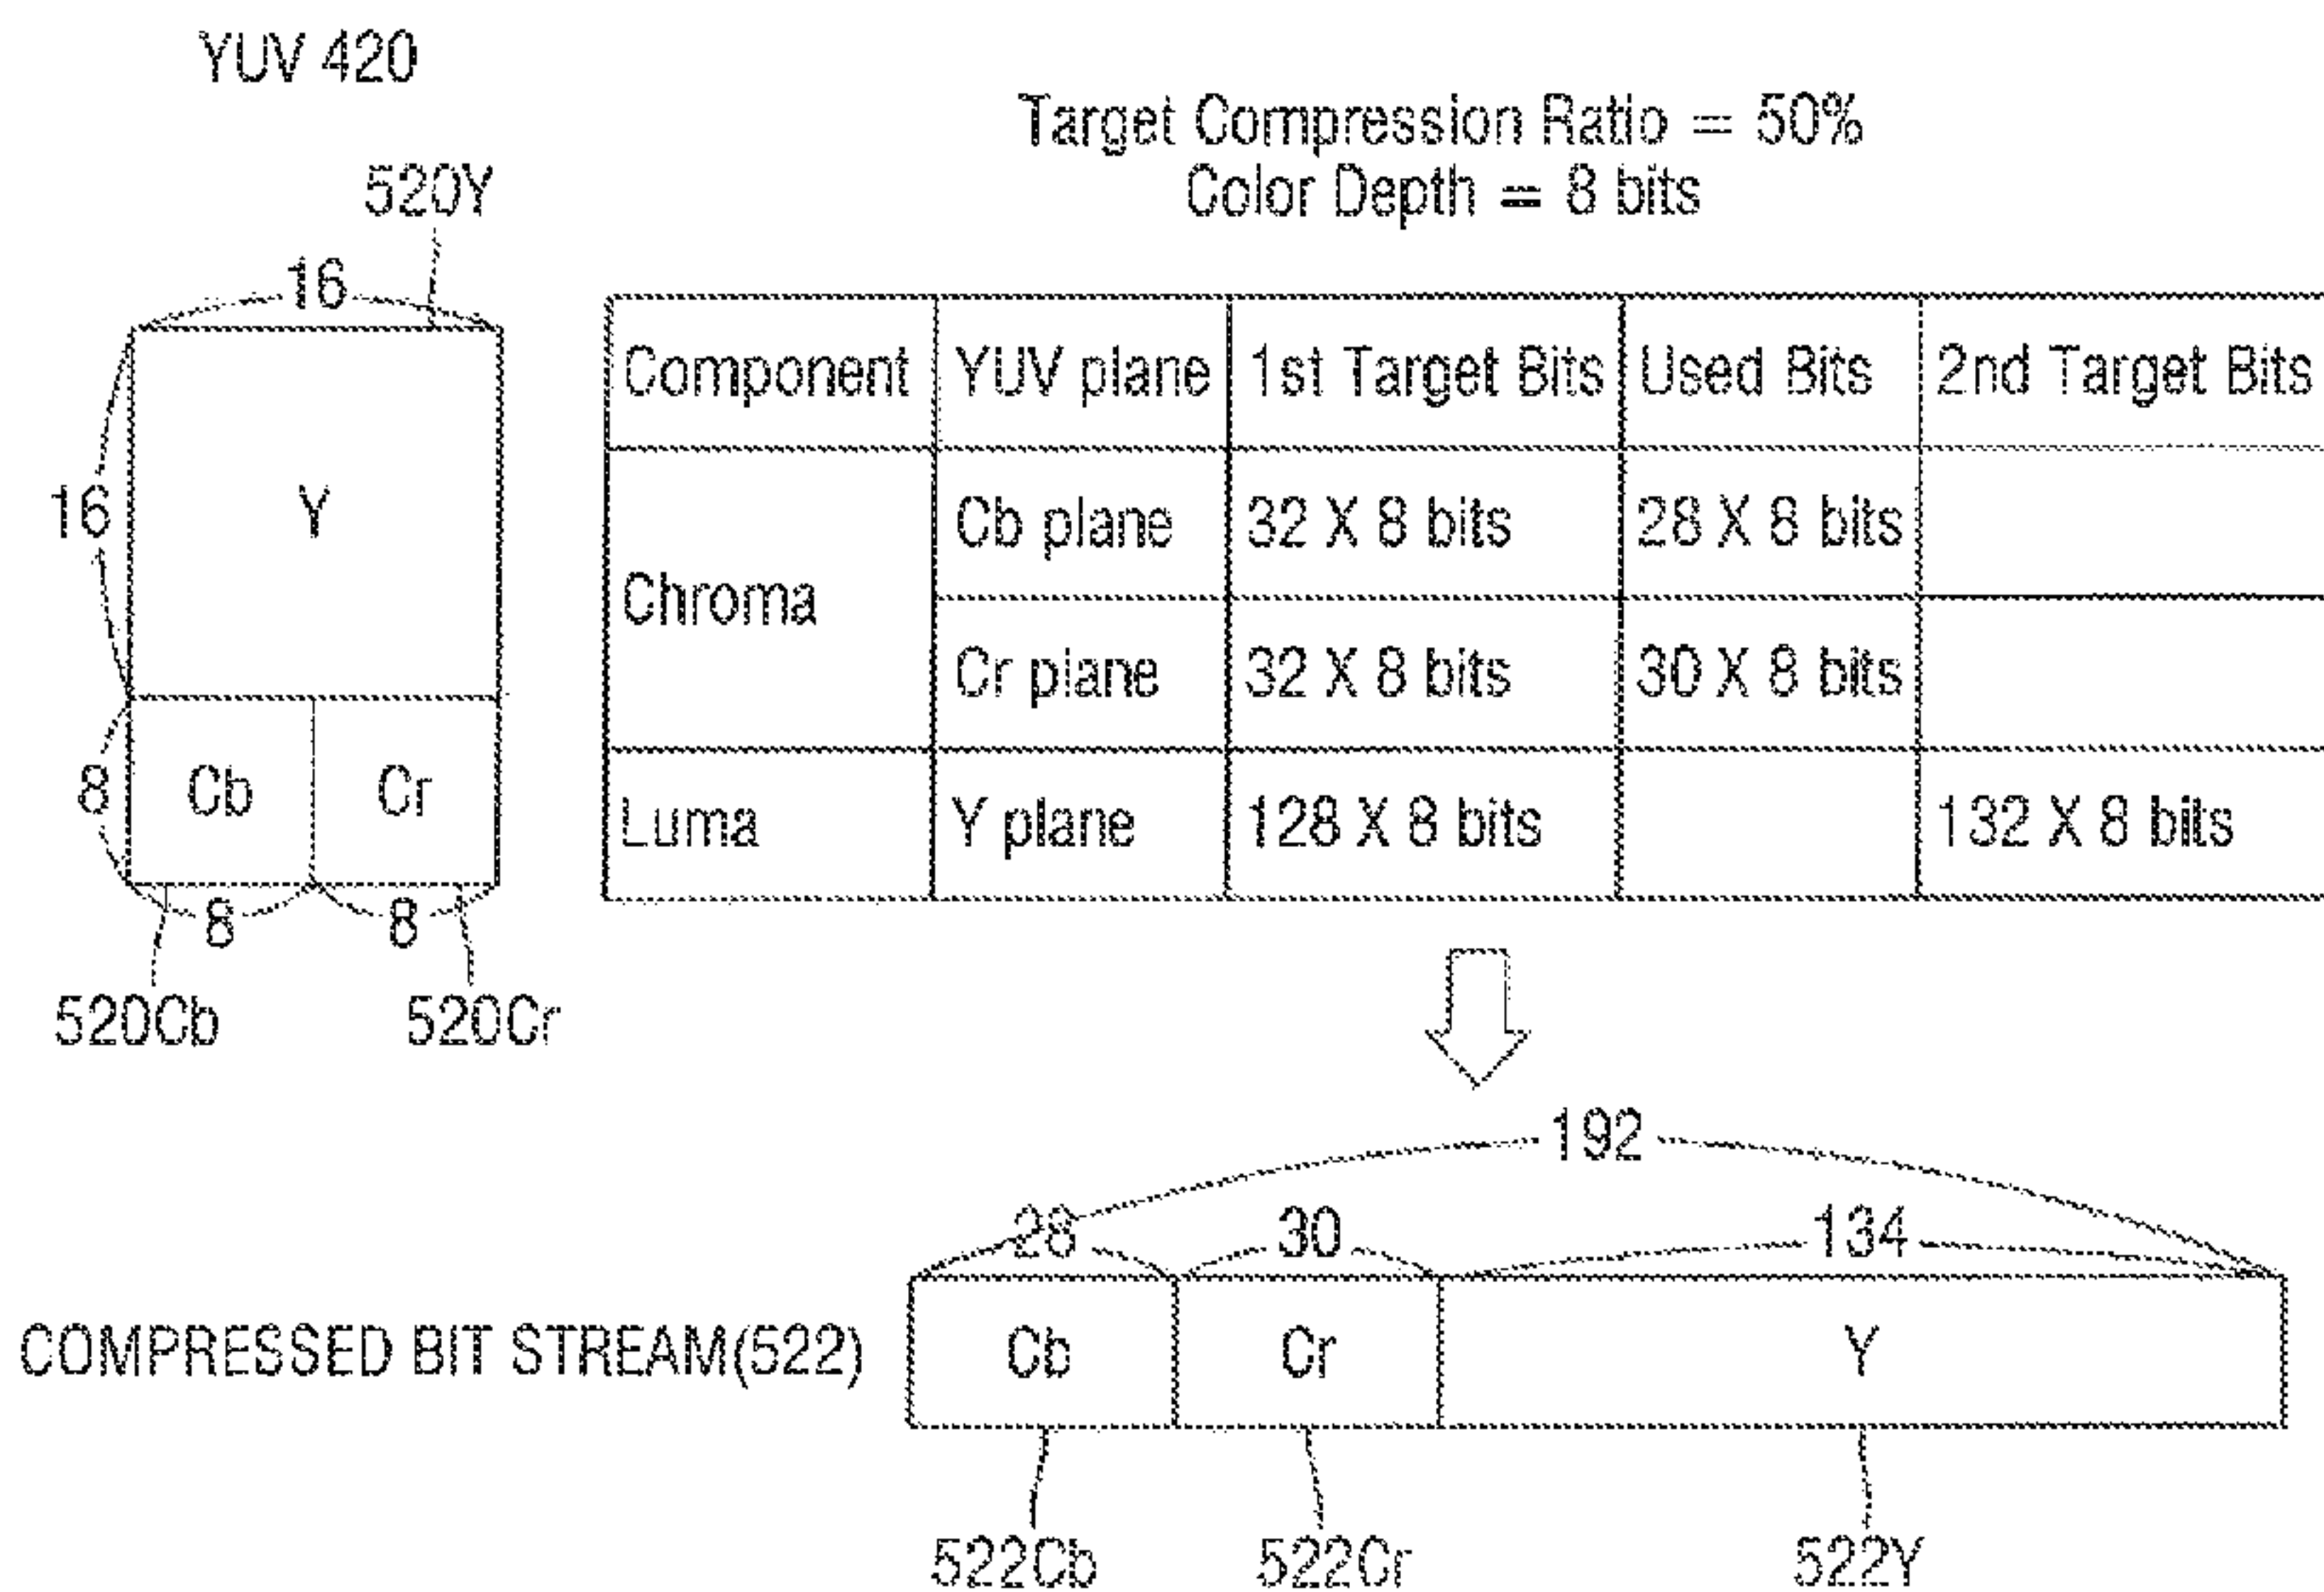 YUV 420
Target Compression Ratio = 50%
Color Depth = 8 bits
520Y
16
16
Y
8
Cb
Cr
8
8
520Cb
520Cr
Component YUV plane 1st Target Bits Used Bits 2nd Target Bits
Chroma
Cb plane 32 X 8 bits 28 X 8 bits
Cr plane 32 X 8 bits 30 X 8 bits
Luma Y plane 128 X 8 bits 132 X 8 bits
192
28 30 134
COMPRESSED BIT STREAM(522) Cb Cr Y
522Cb 522Cr 522Y